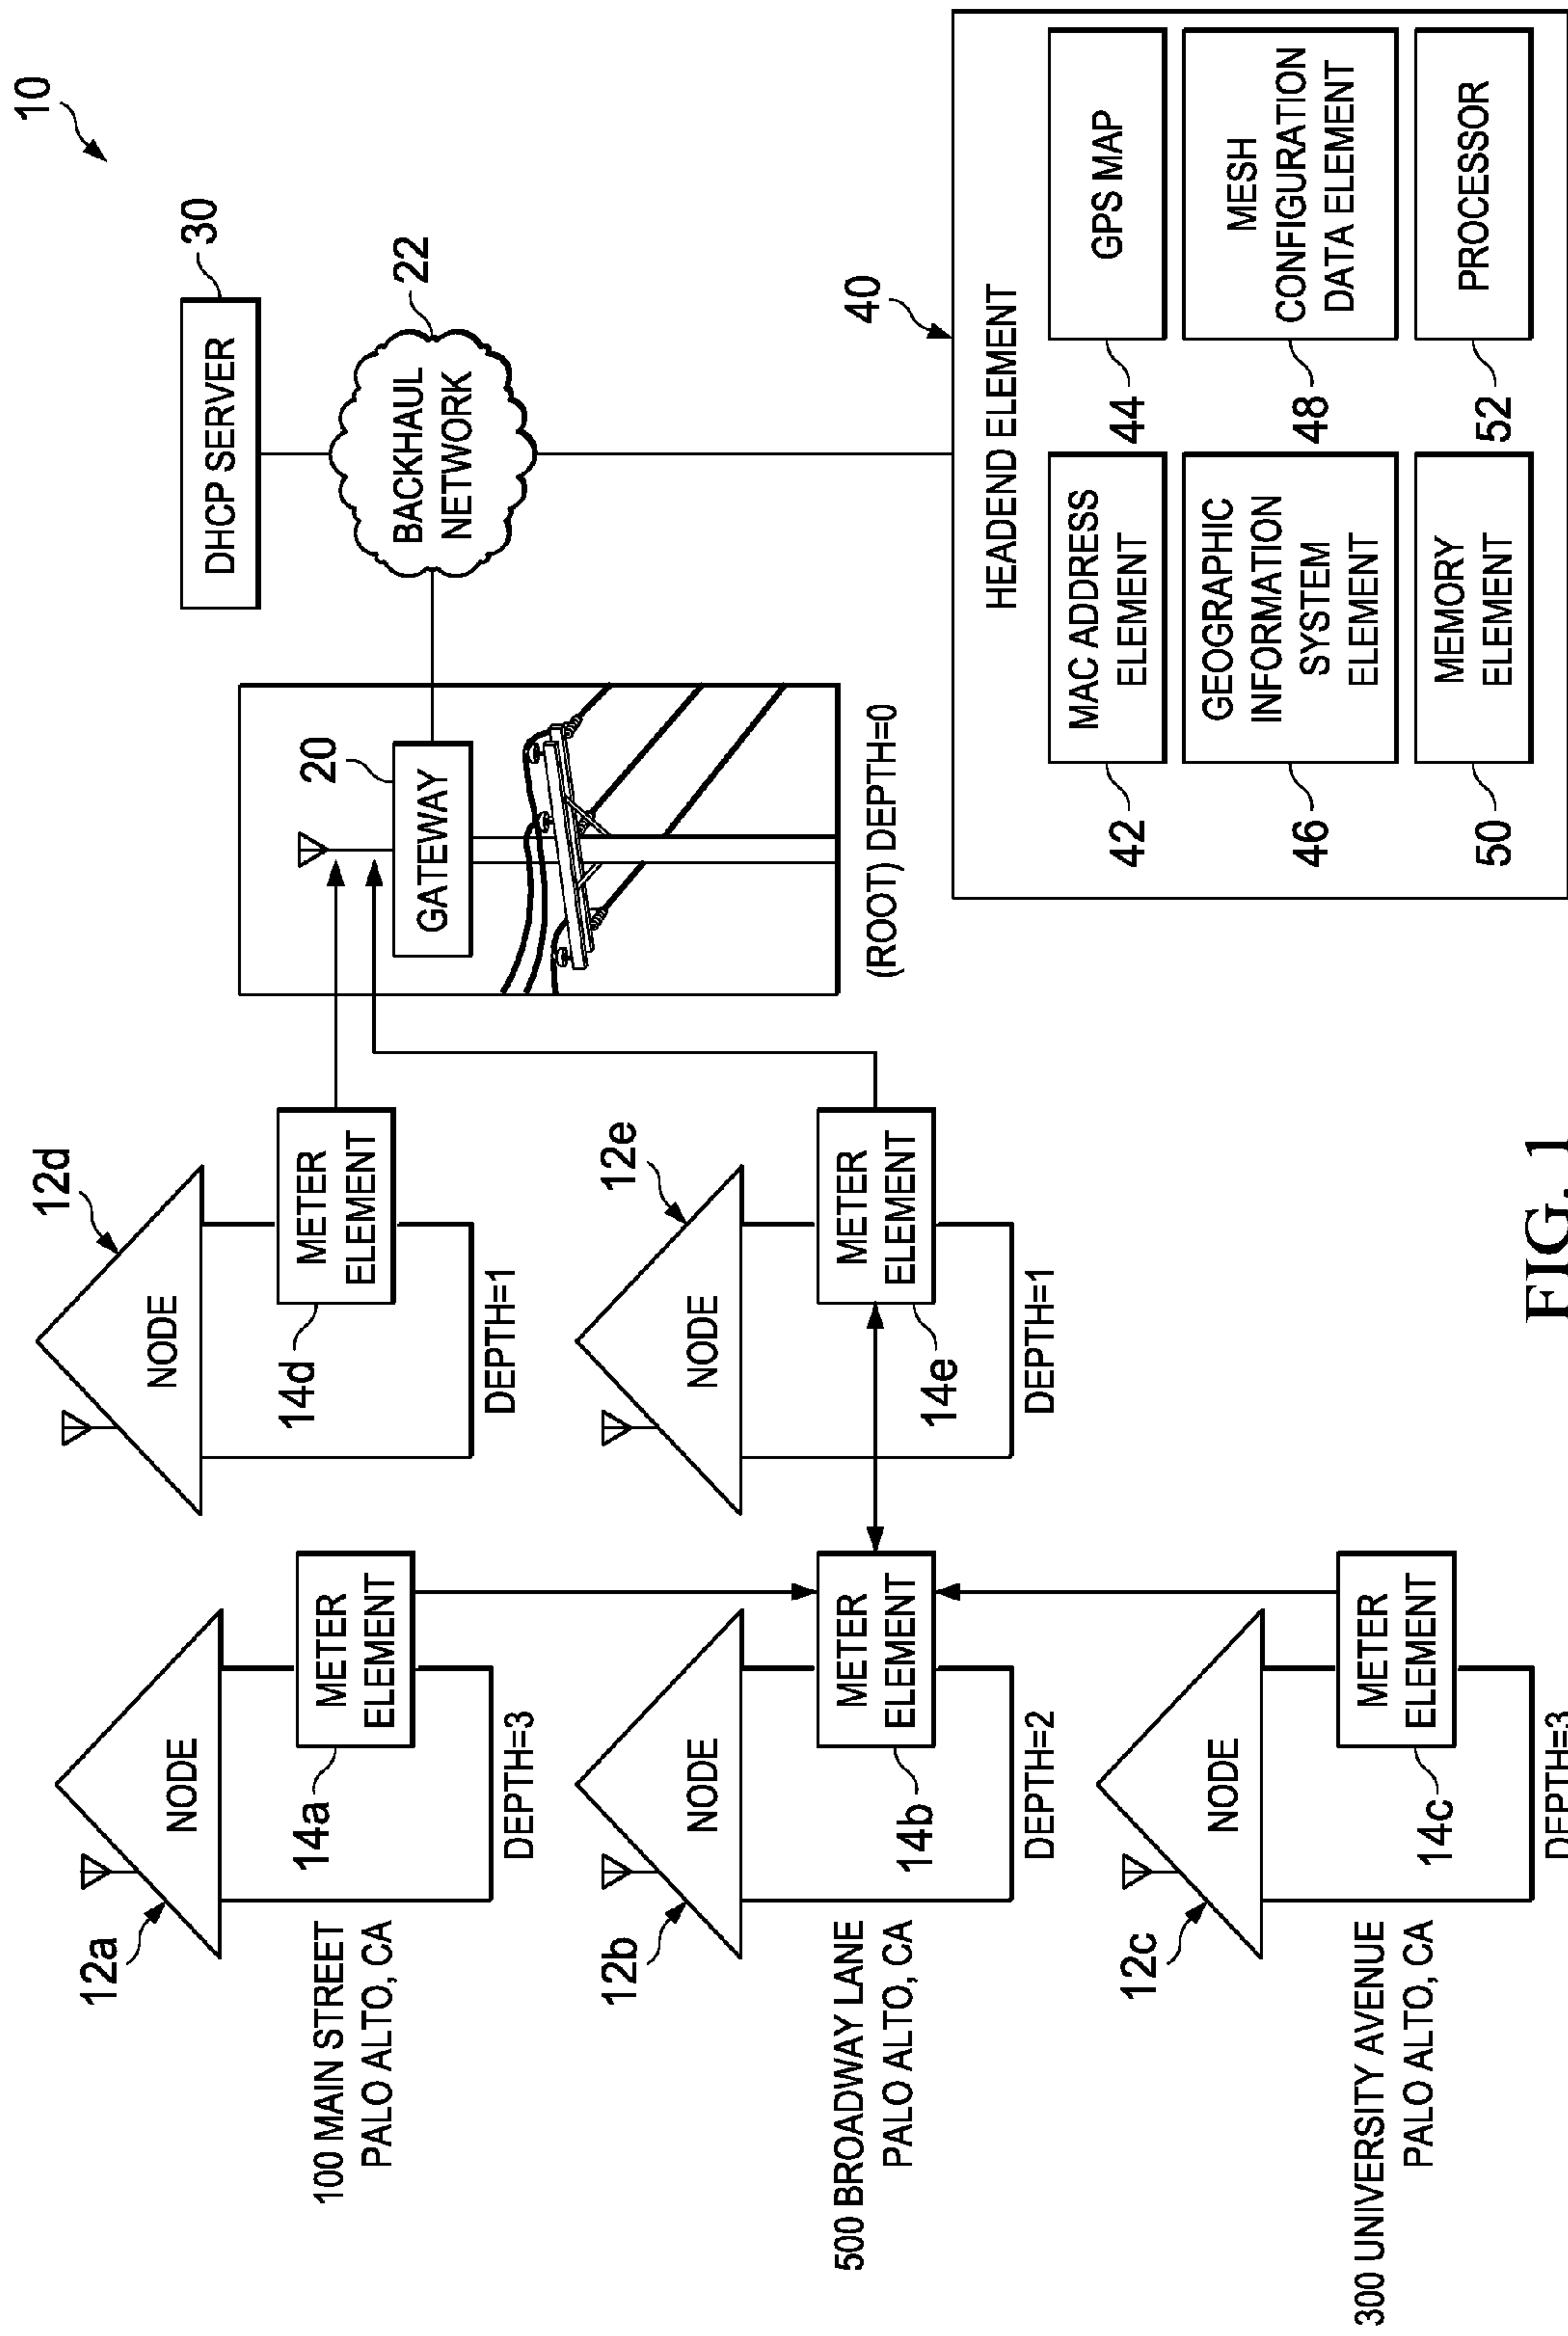 10
DHCP SERVER
30
BACKHAUL
NETWORK
22
20
GATEWAY
(ROOT) DEPTH=0
12d
NODE
METER
ELEMENT
14d
DEPTH=1
12e
NODE
METER
ELEMENT
14e
DEPTH=1
12a
NODE
METER
ELEMENT
14a
DEPTH=3
100 MAIN STREET
PALO ALTO, CA
12b
NODE
METER
ELEMENT
14b
DEPTH=2
500 BROADWAY LANE
PALO ALTO, CA
12c
NODE
METER
ELEMENT
14c
DEPTH=3
300 UNIVERSITY AVENUE
PALO ALTO, CA
40
HEADEND ELEMENT
MAC ADDRESS
ELEMENT
42
GPS MAP
44
GEOGRAPHIC
INFORMATION
SYSTEM
ELEMENT
46
MESH
CONFIGURATION
DATA ELEMENT
48
MEMORY
ELEMENT
50
PROCESSOR
52
FIG. 1